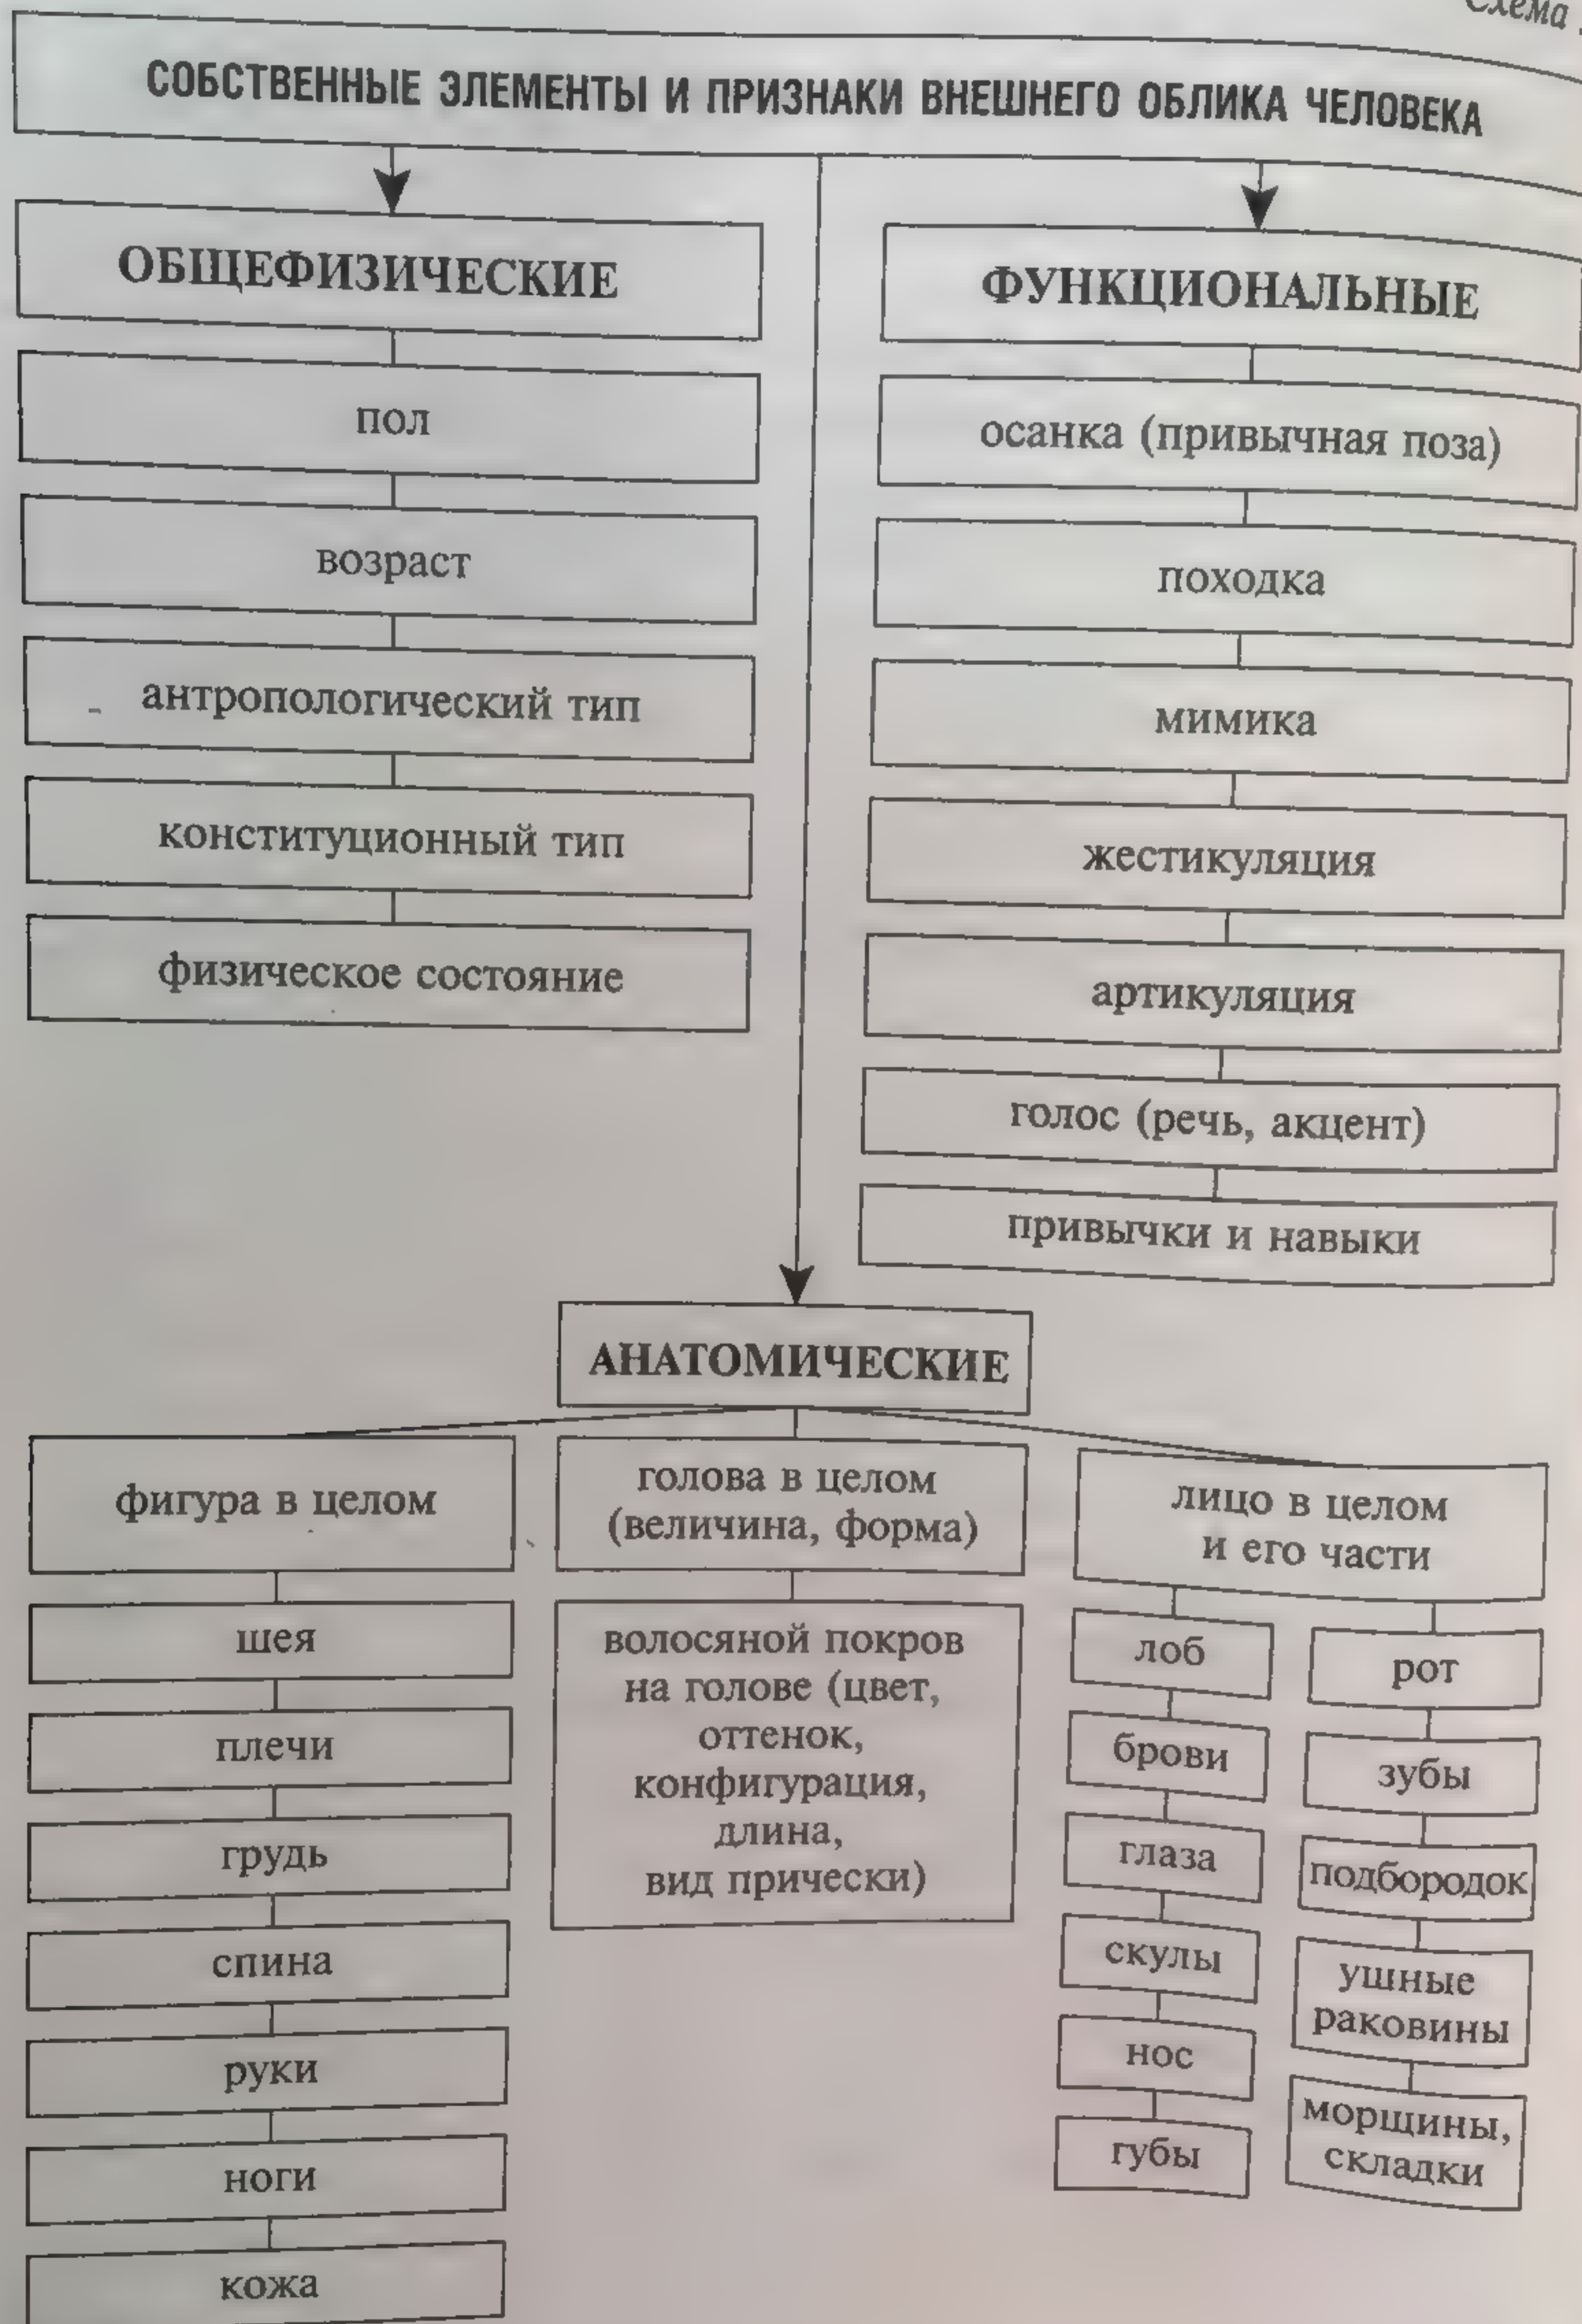 Схема
СОБСТВЕННЫЕ ЭЛЕМЕНТЫ И ПРИЗНАКИ ВНЕШНЕГО ОБЛИКА ЧЕЛОВЕКА
ОБЩЕФИЗИЧЕСКИЕ
пол
возраст
антропологический тип
конституционный тип
физическое состояние
ФУНКЦИОНАЛЬНЫЕ
осанка (привычная поза)
походка
мимика
жестикуляция
артикуляция
голос (речь, акцент)
привычки и навыки
АНАТОМИЧЕСКИЕ
фигура в целом
шея
плечи
грудь
спина
руки
ноги
кожа
голова в целом
(величина, форма)
волосяной покров
на голове (цвет,
оттенок,
конфигурация,
длина,
вид прически)
лицо в целом
и его части
лоб
брови
глаза
скулы
нос
губы
рот
зубы
подбородок
ушные
раковины
морщины,
складки